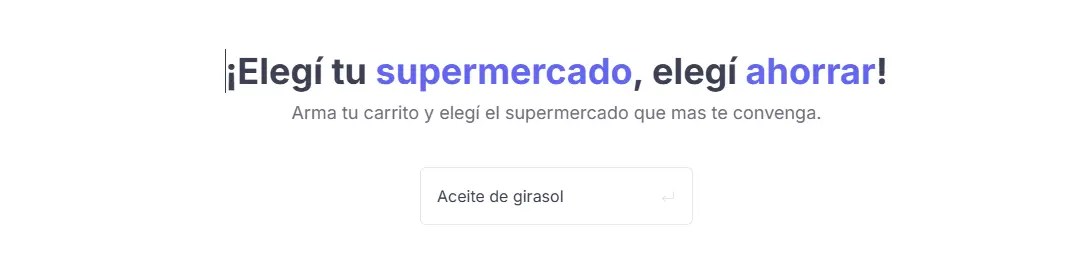 ¡Elegí tu supermercado, elegí ahorrar!
Arma tu carrito y elegí el supermercado que mas te convenga.
Aceite de girasol